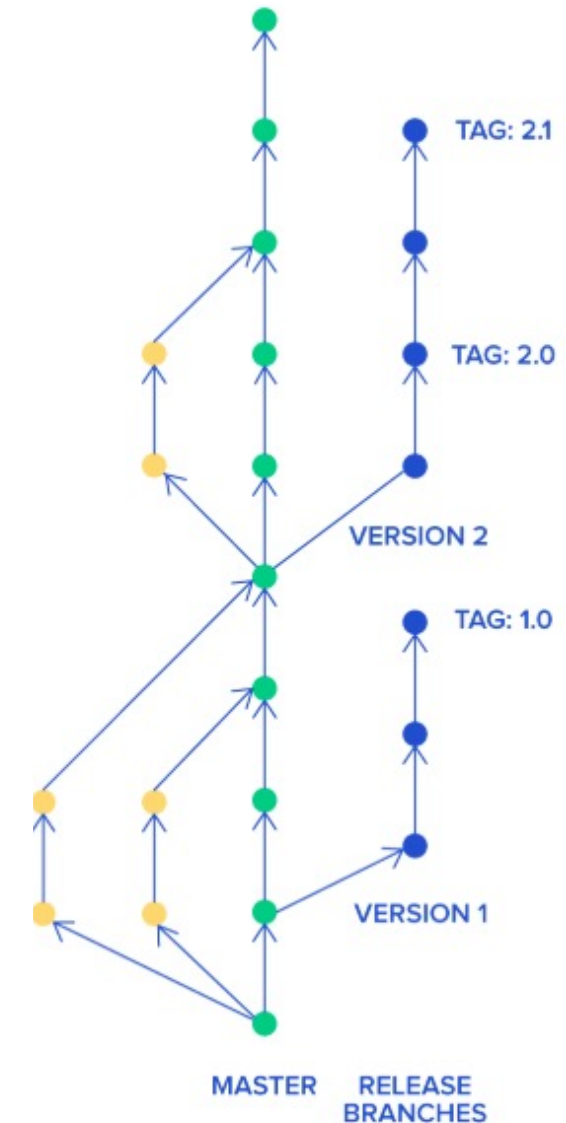 TAG: 2.1
TAG: 2.0
VERSION 2
TAG: 1.0
VERSION 1
MASTER
RELEASE
BRANCHES